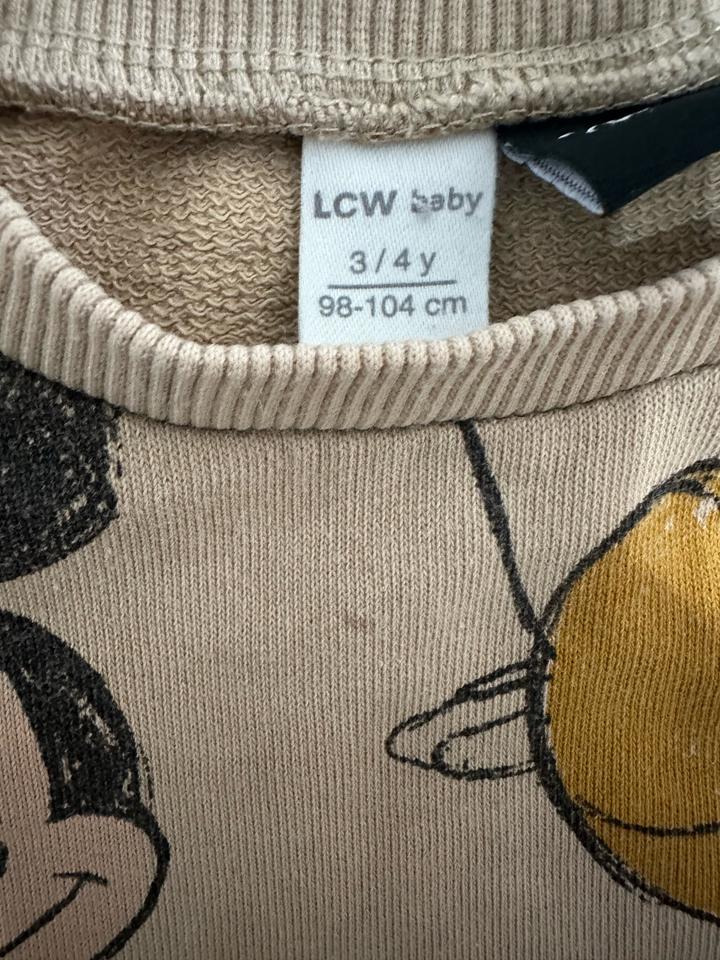 LCW baby
3 / 4 y
98-104 cm